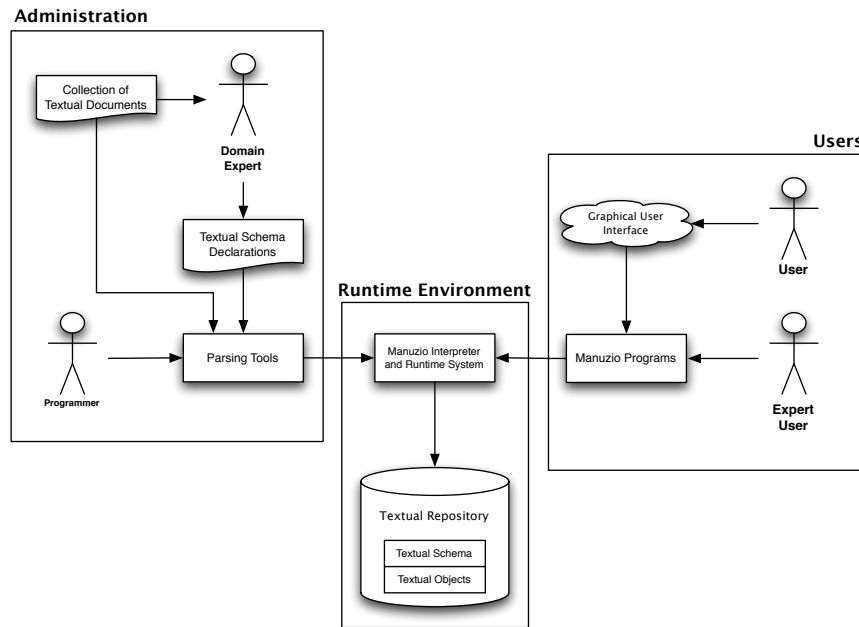 Administration
Collection of
Textual Documents
Domain
Expert
Textual Schema
Declarations
Programmer
Parsing Tools
Runtime Environment
Manuzio Interpreter
and Runtime System
Textual Repository
Textual Schema
Textual Objects
Users
Graphical User
Interface
User
Manuzio Programs
Expert
User